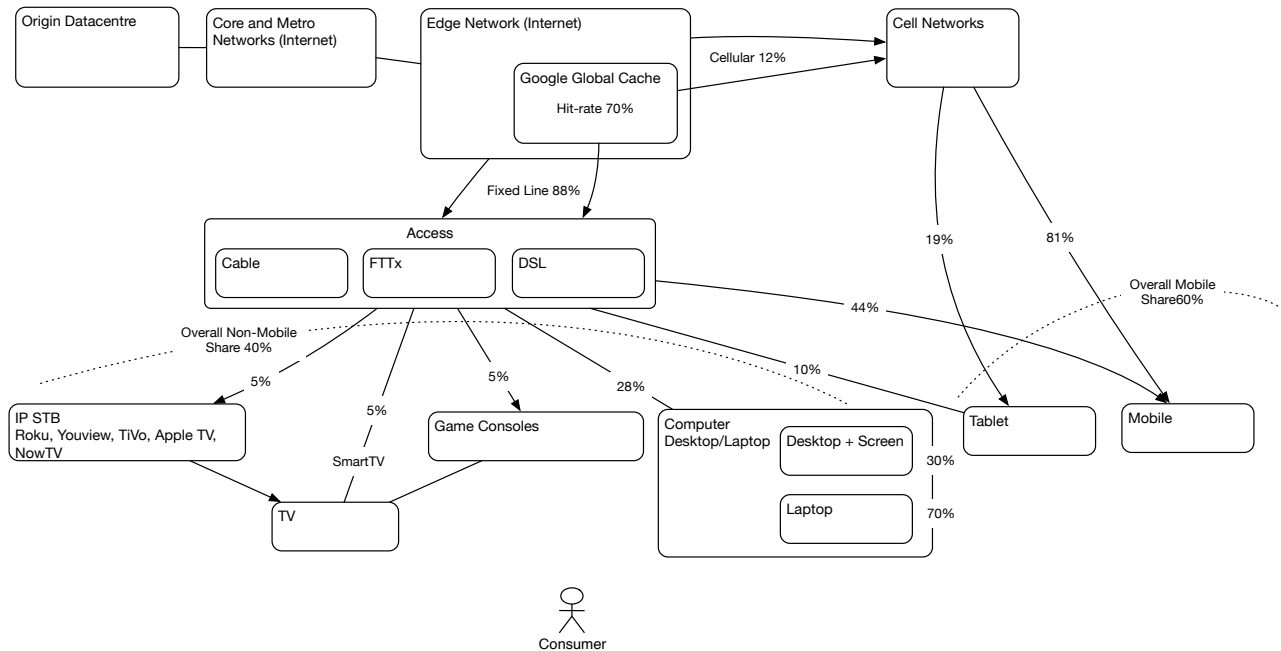 Origin Datacentre
Core and Metro
Networks (Internet)
Edge Network (Internet)
Cell Networks
Cellular 12%
Google Global Cache
Hit-rate 70%
Fixed Line 88%
Access
Cable
FTTx
DSL
19%
81%
Overall Mobile
Share60%
44%
Overall Non-Mobile
Share 40%
5%
5%
28%
10%
5%
IP STB
Roku, Youview, TiVo, Apple TV,
NowTV
Game Consoles
Computer
Desktop/Laptop
Desktop + Screen
30%
Tablet
Mobile
SmartTV
TV
Laptop
70%
Consumer